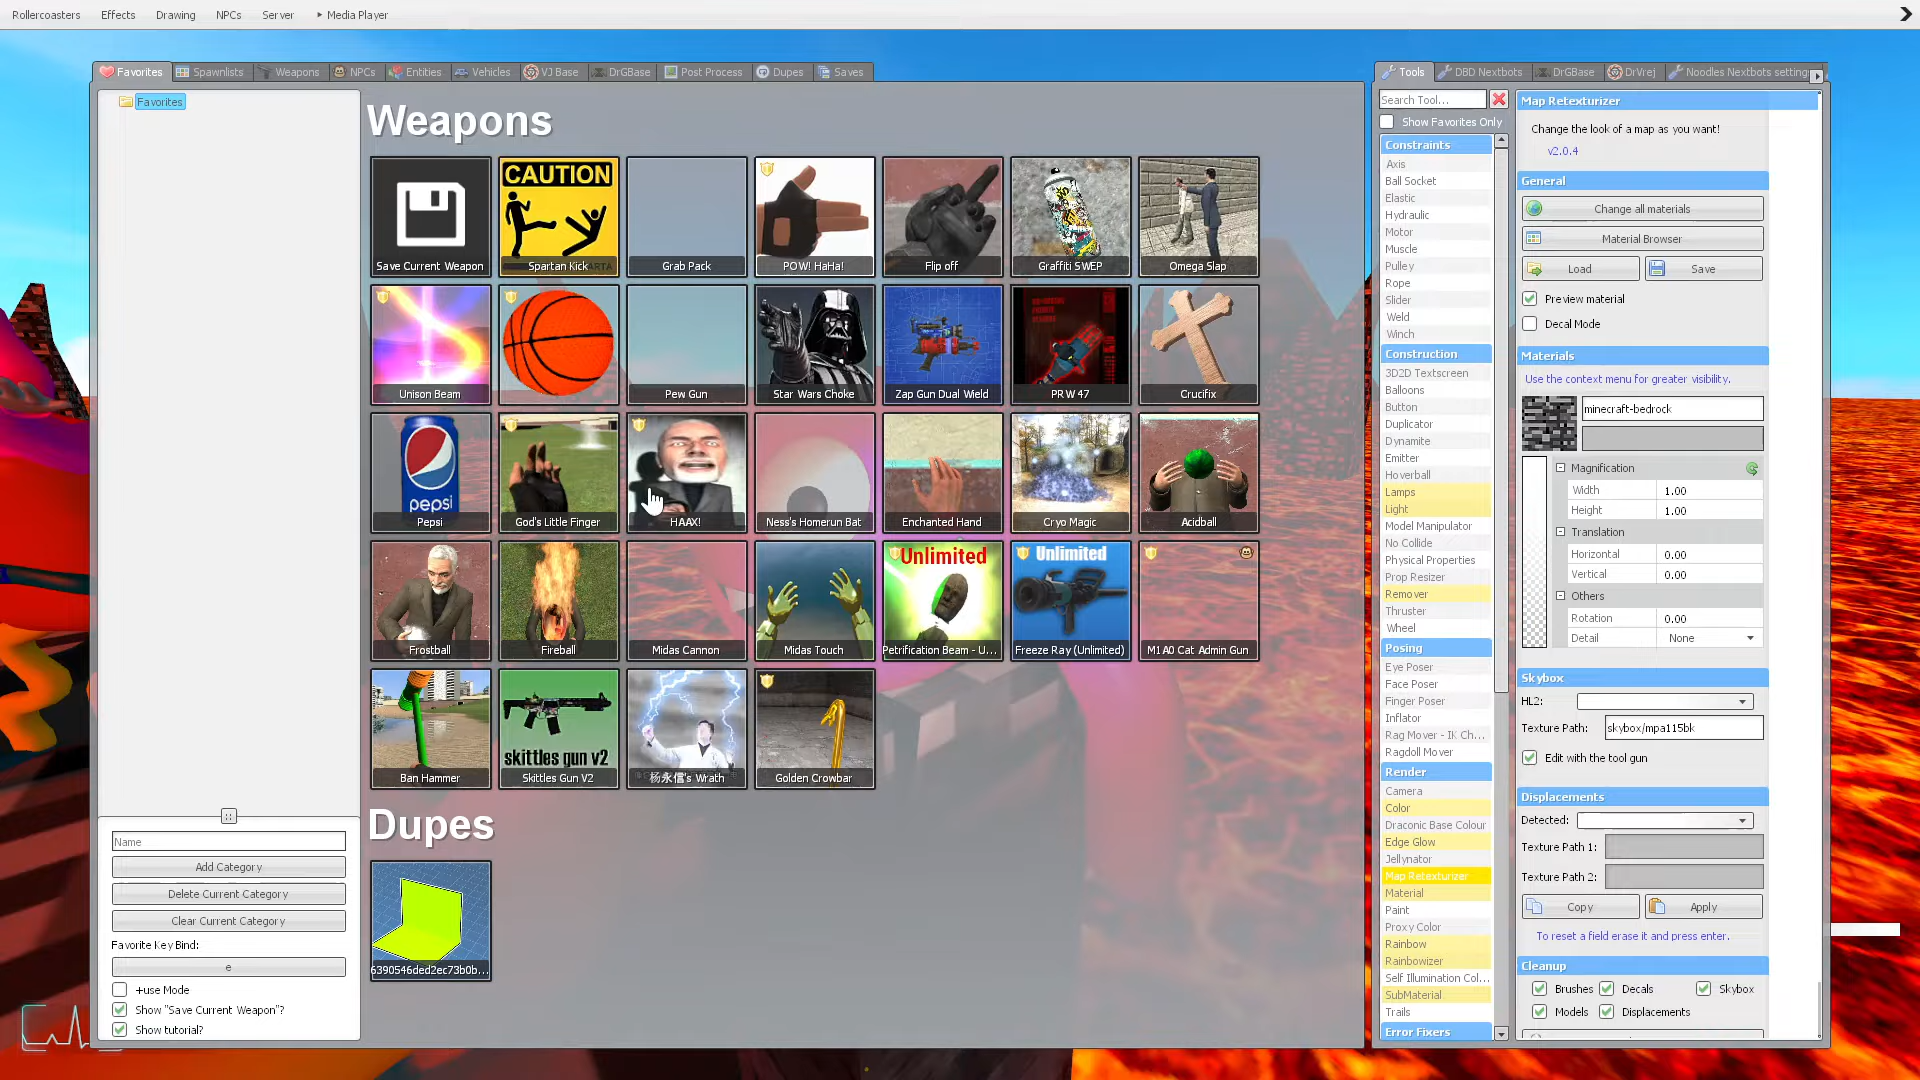 Rollercoasters Effects Drawing NPCs Server Media Player
Favorites Spawnlists Weapons NPCs Entities Vehicles VJ Base DrGBase Post Process Dupes Saves
Favorites
Weapons
Save Current Weapon
CAUTION
Spartan Kick
Grab Pack
POW! HaHa!
Flip off
Graffiti SWEP
Omega Slap
Unison Beam
Pew Gun
Star Wars Choke
Zap Gun Dual Wield
PRW 47
Crucifix
pepsi
Pepsi
God's Little Finger
HAAX!
Ness's Homerun Bat
Enchanted Hand
Cryo Magic
Acidball
Frostball
Fireball
Midas Cannon
Midas Touch
Unlimited
Petrification Beam - U...
Unlimited
Freeze Ray (Unlimited)
M1A0 Cat Admin Gun
Ban Hammer
skittles gun v2
Skittles Gun V2
杨永信's Wrath
Golden Crowbar
Dupes
6390546ded2ec73b0b...
Name
Add Category
Delete Current Category
Clear Current Category
Favorite Key Bind:
e
+use Mode
Show "Save Current Weapon"?
Show tutorial?
Tools DBD Nextbots DrGBase DrVrej Noodles Nextbots setting
Search Tool...
Show Favorites Only
Constraints
Axis
Ball Socket
Elastic
Hydraulic
Motor
Muscle
Pulley
Rope
Slider
Weld
Winch
Construction
3D2D Textscreen
Balloons
Button
Duplicator
Dynamite
Emitter
Hoverball
Lamps
Light
Model Manipulator
No Collide
Physical Properties
Prop Resizer
Remover
Thruster
Wheel
Posing
Eye Poser
Face Poser
Finger Poser
Inflator
Rag Mover - IK Ch...
Ragdoll Mover
Render
Camera
Color
Draconic Base Colour
Edge Glow
Jellynator
Map Retexturizer
Material
Paint
Proxy Color
Rainbow
Rainbowizer
Self Illumination Col...
SubMaterial
Trails
Error Fixers
Map Retexturizer
Change the look of a map as you want!
v2.0.4
General
Change all materials
Material Browser
Load Save
Preview material
Decal Mode
Materials
Use the context menu for greater visibility.
minecraft-bedrock
Magnification
Width 1.00
Height 1.00
Translation
Horizontal 0.00
Vertical 0.00
Others
Rotation 0.00
Detail None
Skybox
HL2:
Texture Path: skybox/mpa115bk
Edit with the tool gun
Displacements
Detected:
Texture Path 1:
Texture Path 2:
Copy Apply
To reset a field erase it and press enter.
Cleanup
Brushes Decals Skybox
Models Displacements